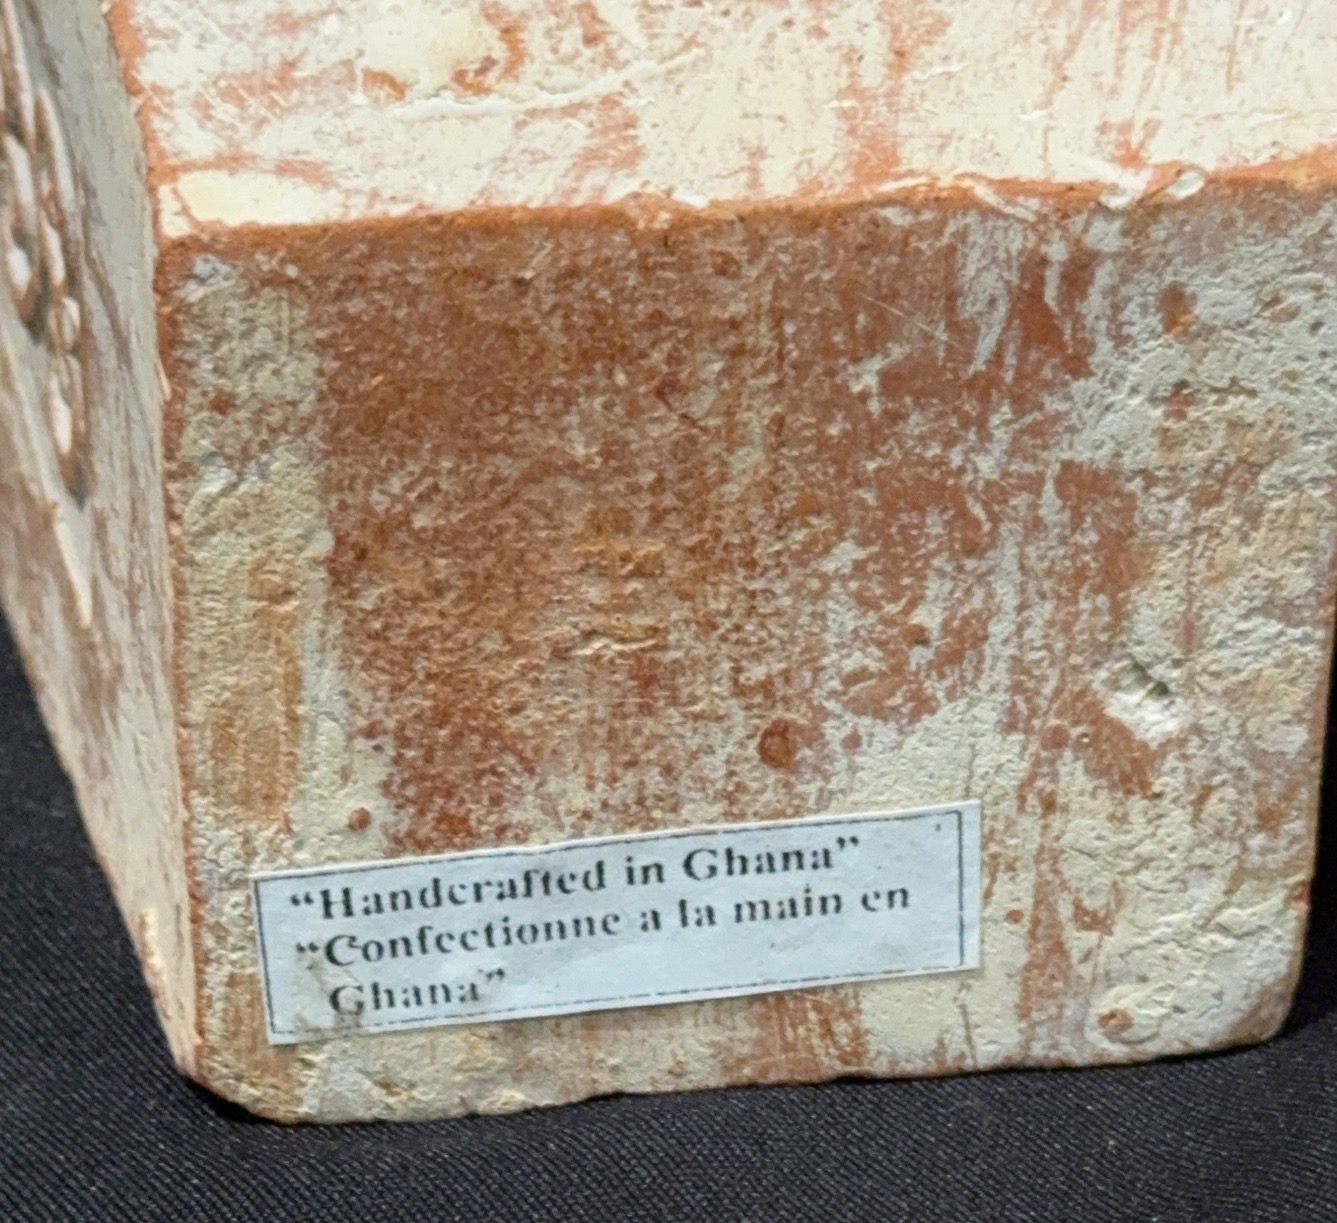 “Handcrafted in Ghana”
“Confectionne a la main en
Ghana”